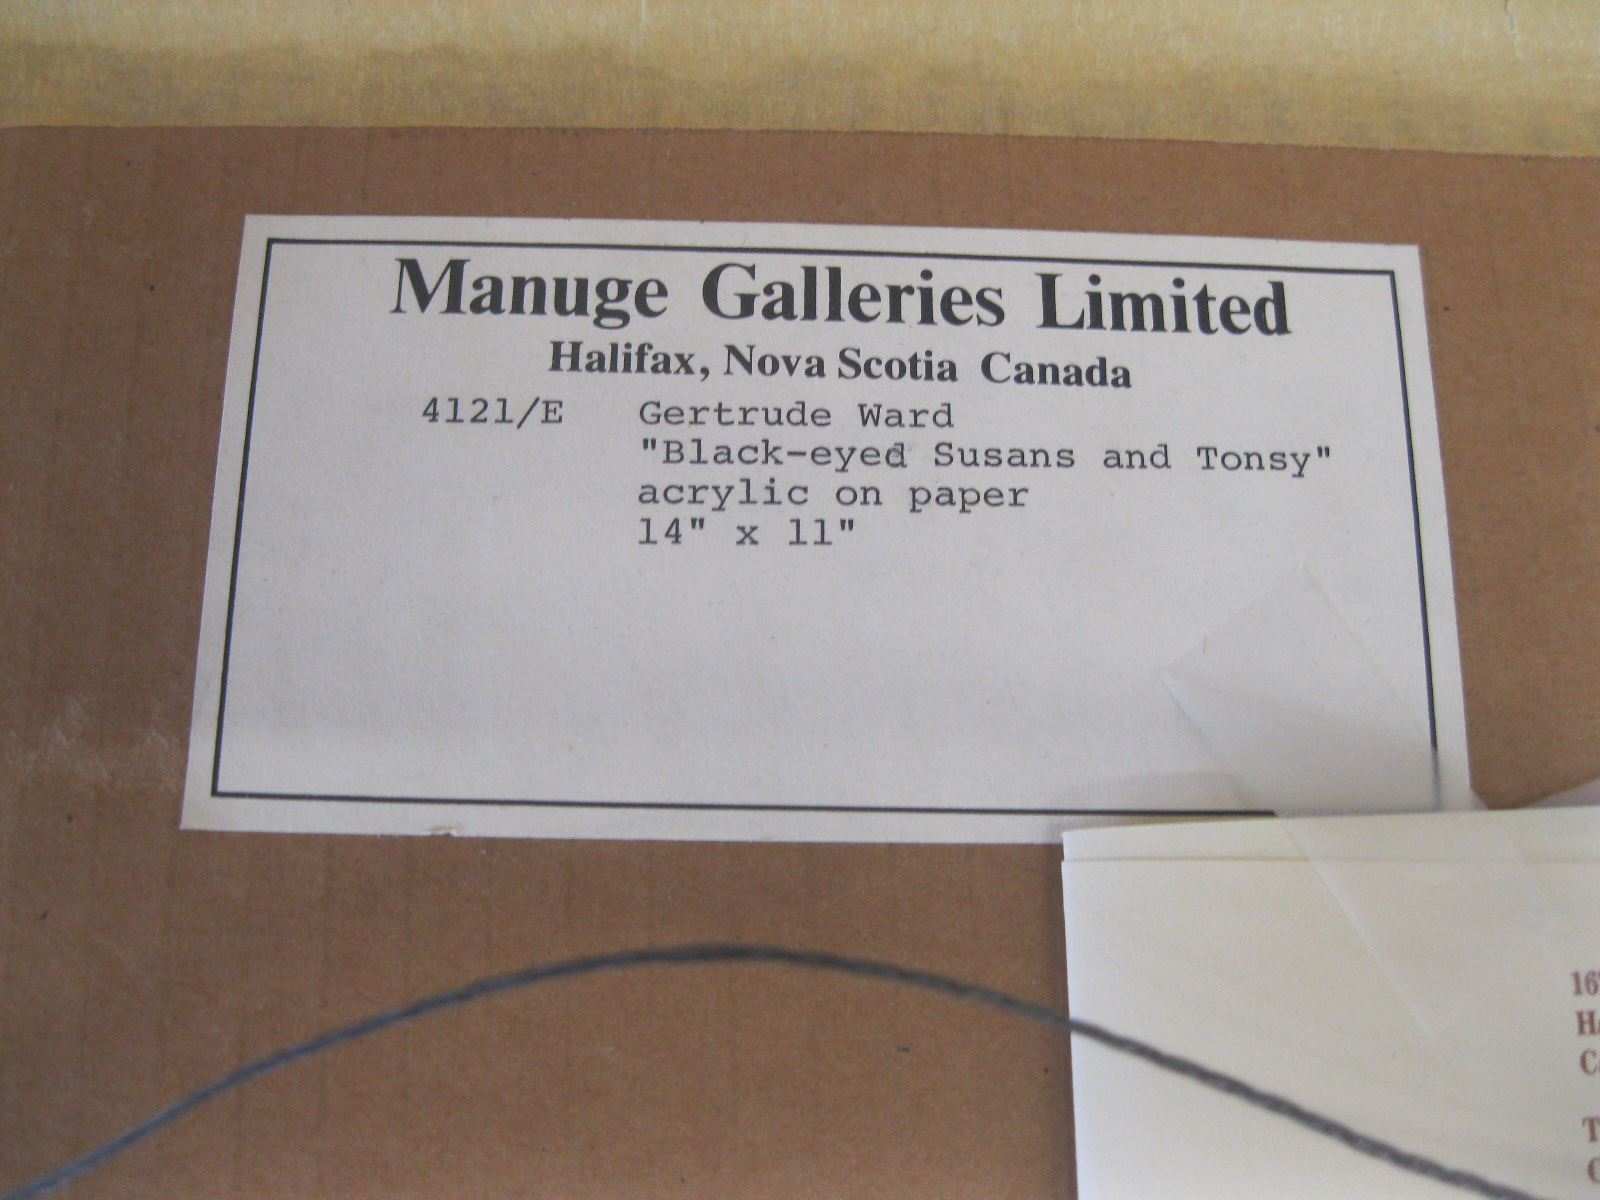 Manuge Galleries Limited
Halifax, Nova Scotia Canada
4121/E Gertrude Ward
"Black-eyed Susans and Tonsy"
acrylic on paper
14" x 11"